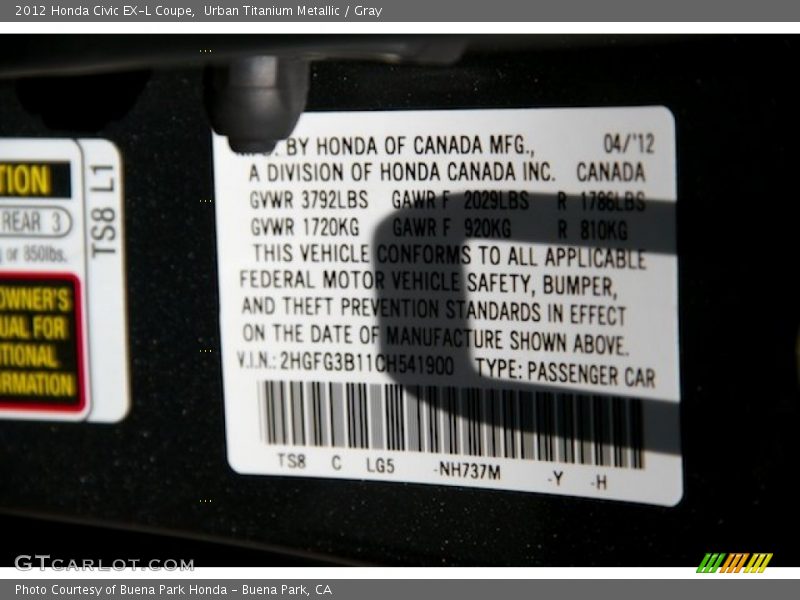 2012 Honda Civic EX-L Coupe, Urban Titanium Metallic / Gray
BY HONDA OF CANADA MFG., 04/'12
A DIVISION OF HONDA CANADA INC. CANADA
GVWR 3792LBS GAWR F 2029LBS R 1786LBS
GVWR 1720KG GAWR F 920KG R 810KG
THIS VEHICLE CONFORMS TO ALL APPLICABLE
FEDERAL MOTOR VEHICLE SAFETY, BUMPER,
AND THEFT PREVENTION STANDARDS IN EFFECT
ON THE DATE OF MANUFACTURE SHOWN ABOVE.
V.I.N.: 2HGFG3B11CH541900 TYPE: PASSENGER CAR
TS8 C LG5 -NH737M -Y -H
TION
REAR 3
or 850lbs.
OWNER'S
UAL FOR
ITIONAL
RMATION
TS8 L1
GTCARLOT.COM
Photo Courtesy of Buena Park Honda – Buena Park, CA